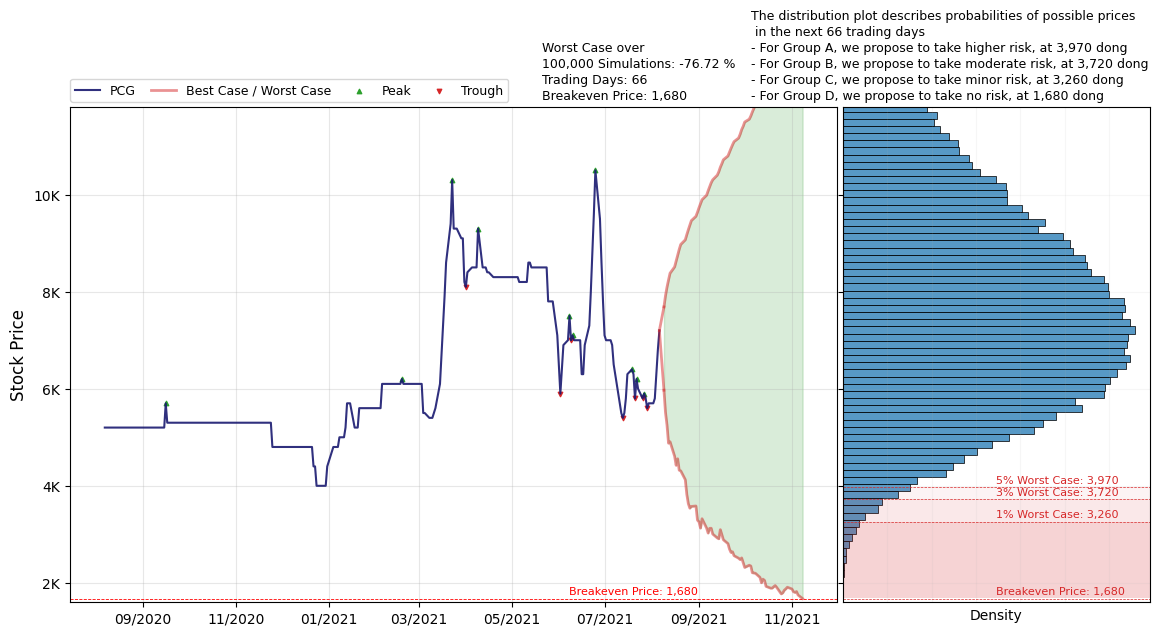 The distribution plot describes probabilities of possible prices
in the next 66 trading days
- For Group A, we propose to take higher risk, at 3,970 dong
- For Group B, we propose to take moderate risk, at 3,720 dong
- For Group C, we propose to take minor risk, at 3,260 dong
- For Group D, we propose to take no risk, at 1,680 dong
Worst Case over
100,000 Simulations: -76.72 %
Trading Days: 66
Breakeven Price: 1,680
PCG
Best Case / Worst Case
Peak
Trough
Stock Price
10K
8K
6K
4K
2K
Breakeven Price: 1,680
09/2020
11/2020
01/2021
03/2021
05/2021
07/2021
09/2021
11/2021
5% Worst Case: 3,970
3% Worst Case: 3,720
1% Worst Case: 3,260
Breakeven Price: 1,680
Density